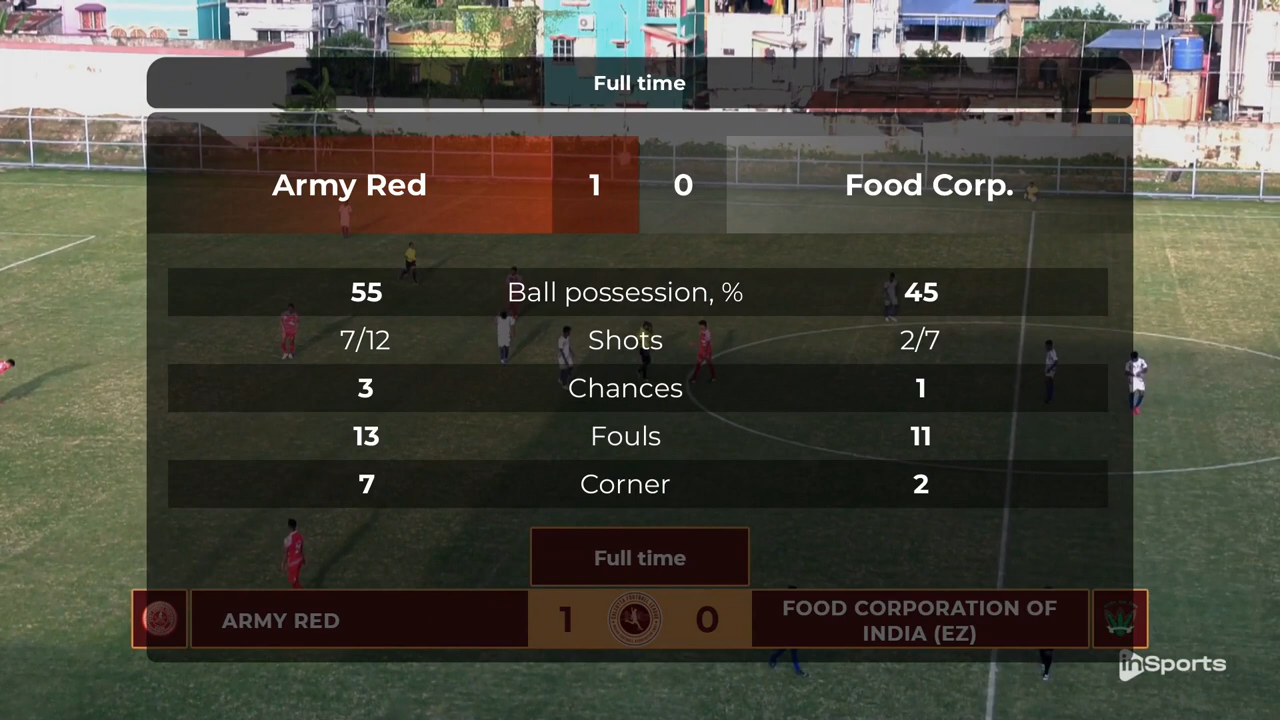 Full time
Army Red 1 0 Food Corp.
55 Ball possession, % 45
7/12 Shots 2/7
3 Chances 1
13 Fouls 11
7 Corner 2
Full time
ARMY RED 1 0 FOOD CORPORATION OF
INDIA (EZ)
inSports